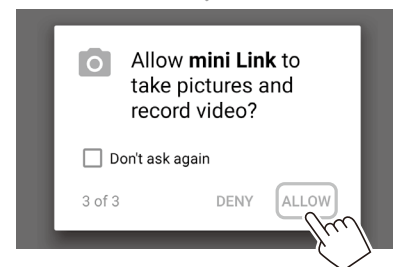 Allow mini Link to
take pictures and
record video?
Don't ask again
3 of 3 DENY ALLOW